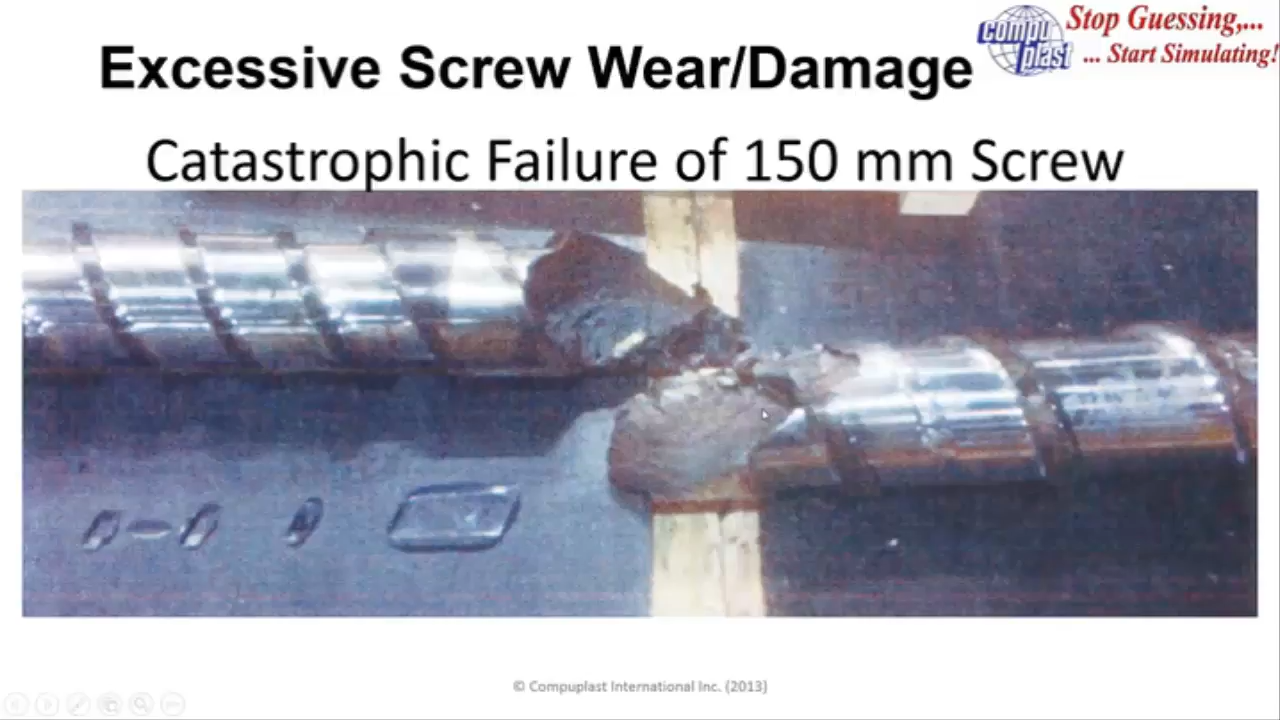 Excessive Screw Wear/Damage
compu
plast
Stop Guessing,...
... Start Simulating!
Catastrophic Failure of 150 mm Screw
© Compuplast International Inc. (2013)